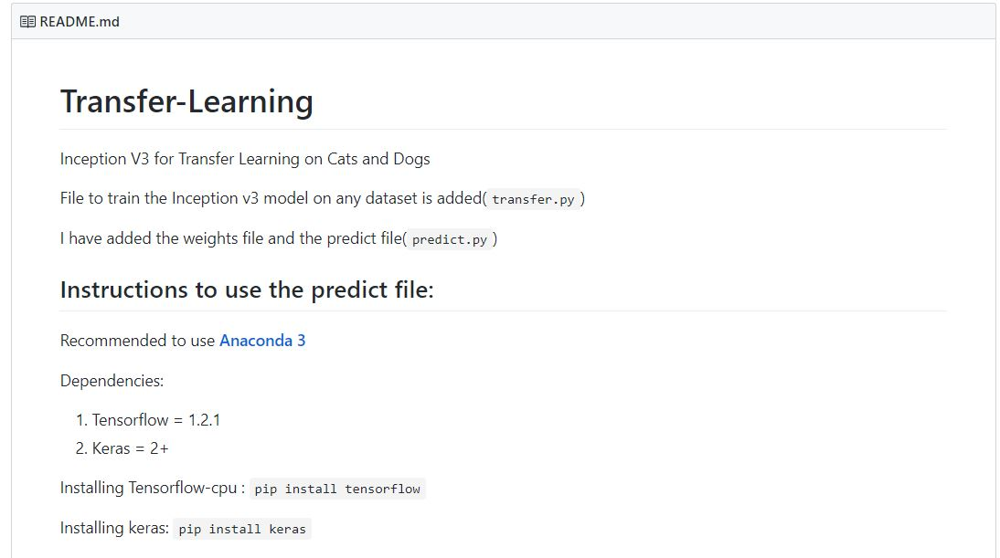 README.md
Transfer-Learning
Inception V3 for Transfer Learning on Cats and Dogs
File to train the Inception v3 model on any dataset is added( transfer.py )
I have added the weights file and the predict file( predict.py )
Instructions to use the predict file:
Recommended to use Anaconda 3
Dependencies:
1. Tensorflow = 1.2.1
2. Keras = 2+
Installing Tensorflow-cpu : pip install tensorflow
Installing keras: pip install keras